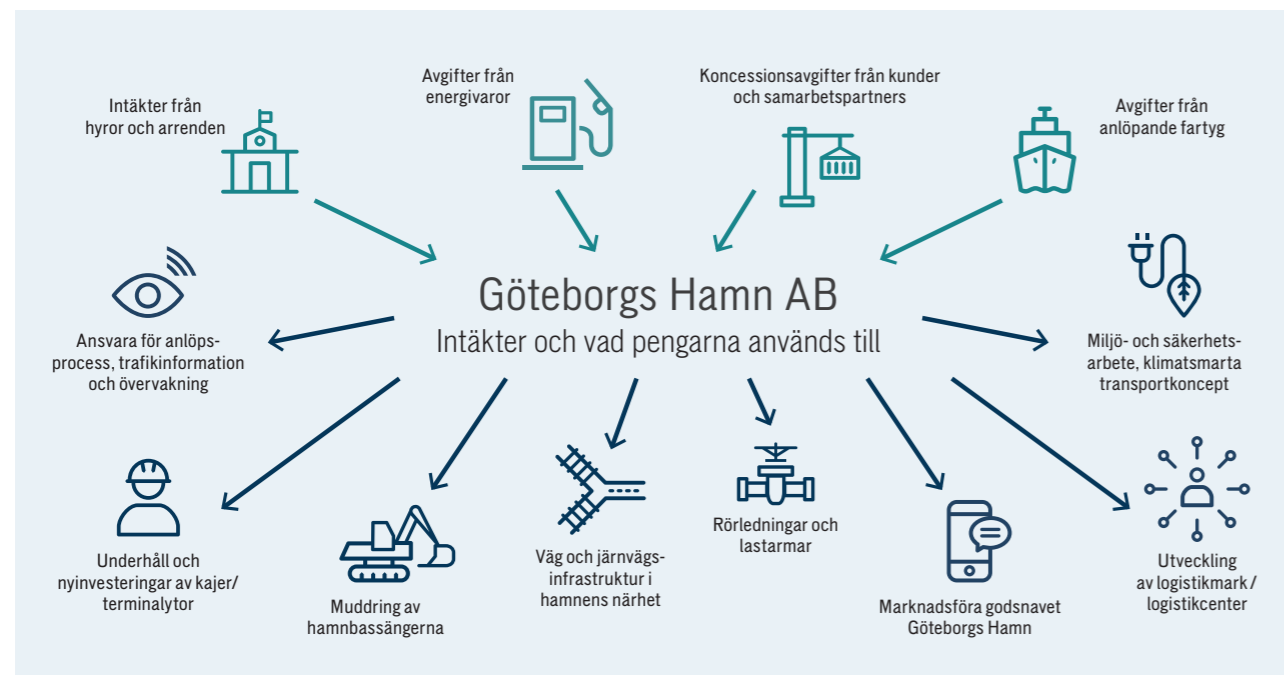 Intäkter från
hyror och arrenden
Avgifter från
energivaror
Koncessionsavgifter från kunder
och samarbetspartners
Avgifter från
anlöpande fartyg
Göteborgs Hamn AB
Intäkter och vad pengarna används till
Ansvara för anlöps-
process, trafikinformation
och övervakning
Miljö- och säkerhets-
arbete, klimatsmarta
transportkoncept
Underhåll och
nyinvesteringar av kajer/
terminalytor
Muddring av
hamnbassängerna
Väg och järnvägs-
infrastruktur i
hamnens närhet
Rörledningar och
lastarmar
Marknadsföra godsnavet
Göteborgs Hamn
Utveckling
av logistikmark /
logistikcenter